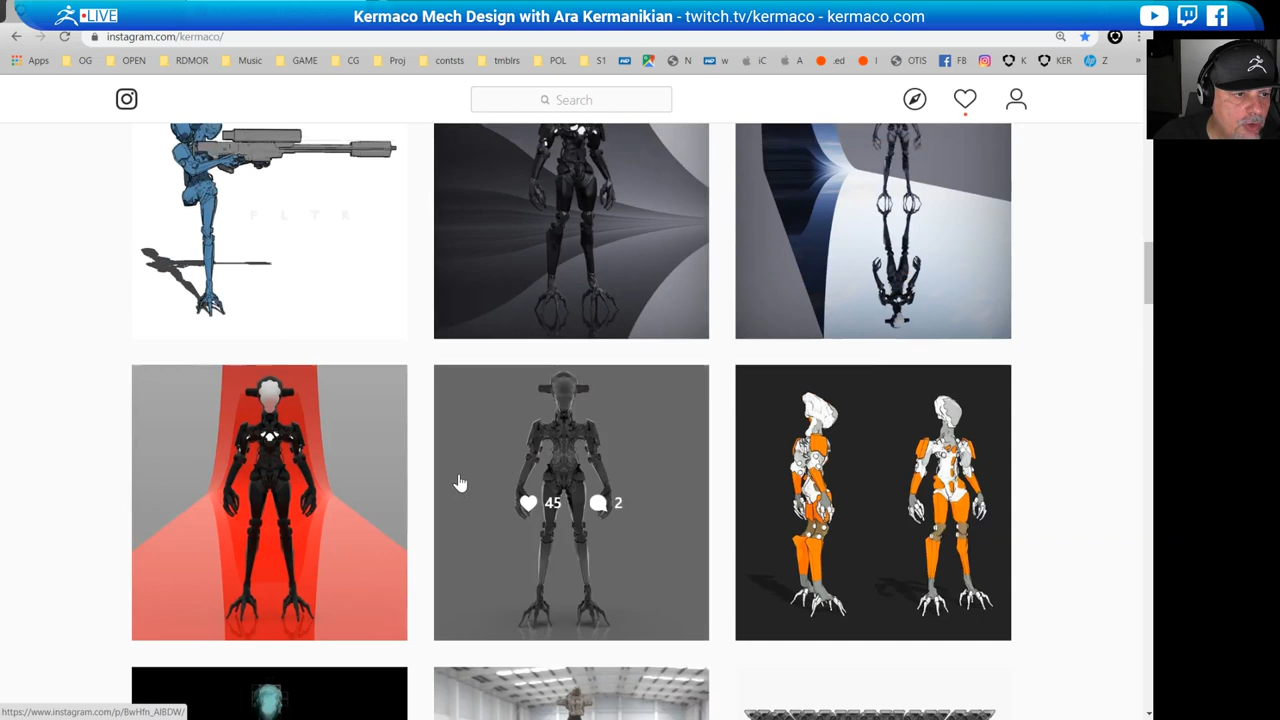 LIVE
Kermaco Mech Design with Ara Kermanikian - twitch.tv/kermaco - kermaco.com
instagram.com/kermaco/
Apps OG OPEN RDMOR Music GAME CG Proj contsts tmblrs POL S1 N w iC A .ed I OTIS FB K KER Z »
Search
F L T R
45 2
https://www.instagram.com/p/BwHfn_AlBDW/